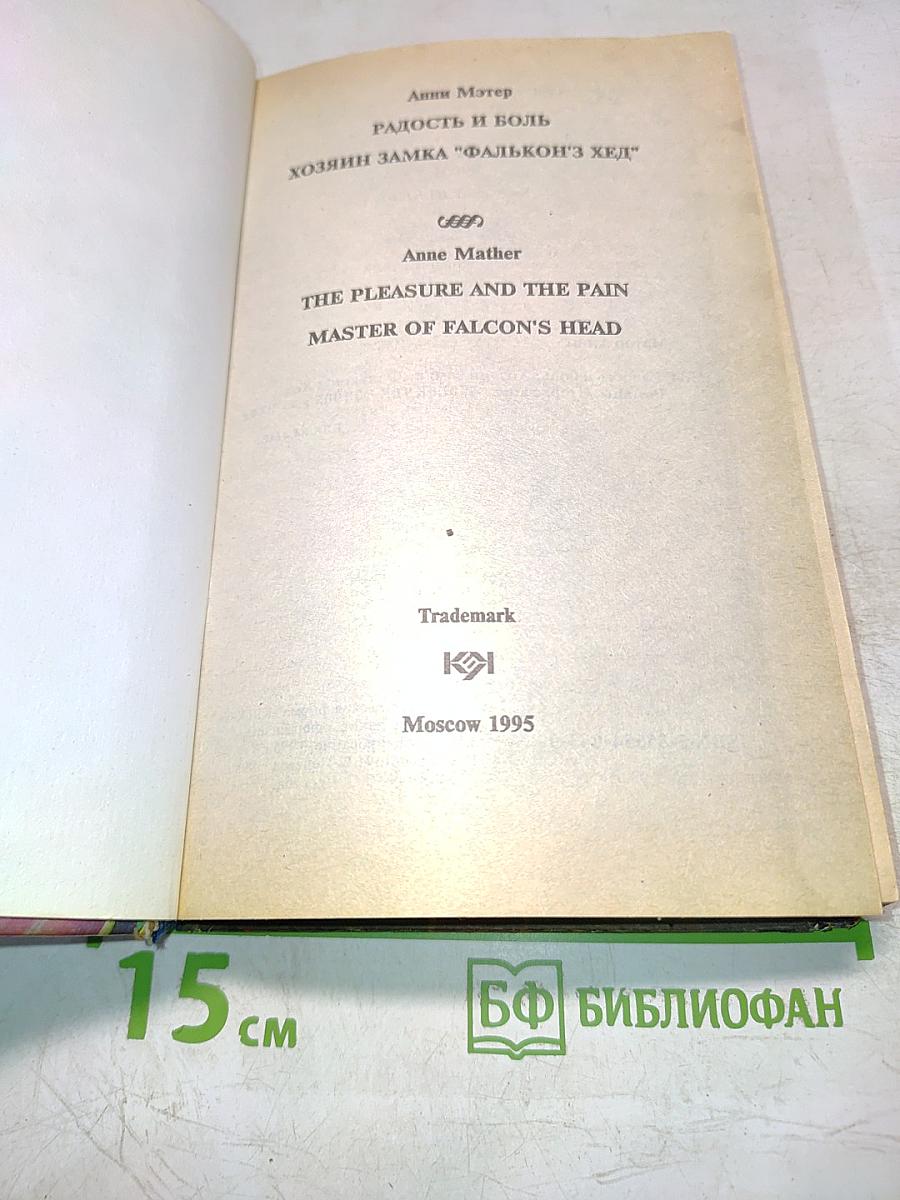 Анни Мэтер
РАДОСТЬ И БОЛЬ
ХОЗЯИН ЗАМКА "ФАЛЬКОН'З ХЕД"
Anne Mather
THE PLEASURE AND THE PAIN
MASTER OF FALCON'S HEAD
Trademark
Moscow 1995
15 см
БФ БИБЛИОФАН